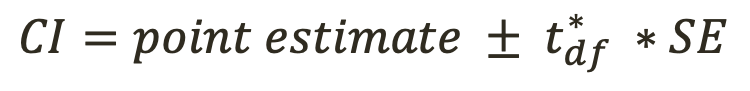 CI = point estimate ± t*df * SE